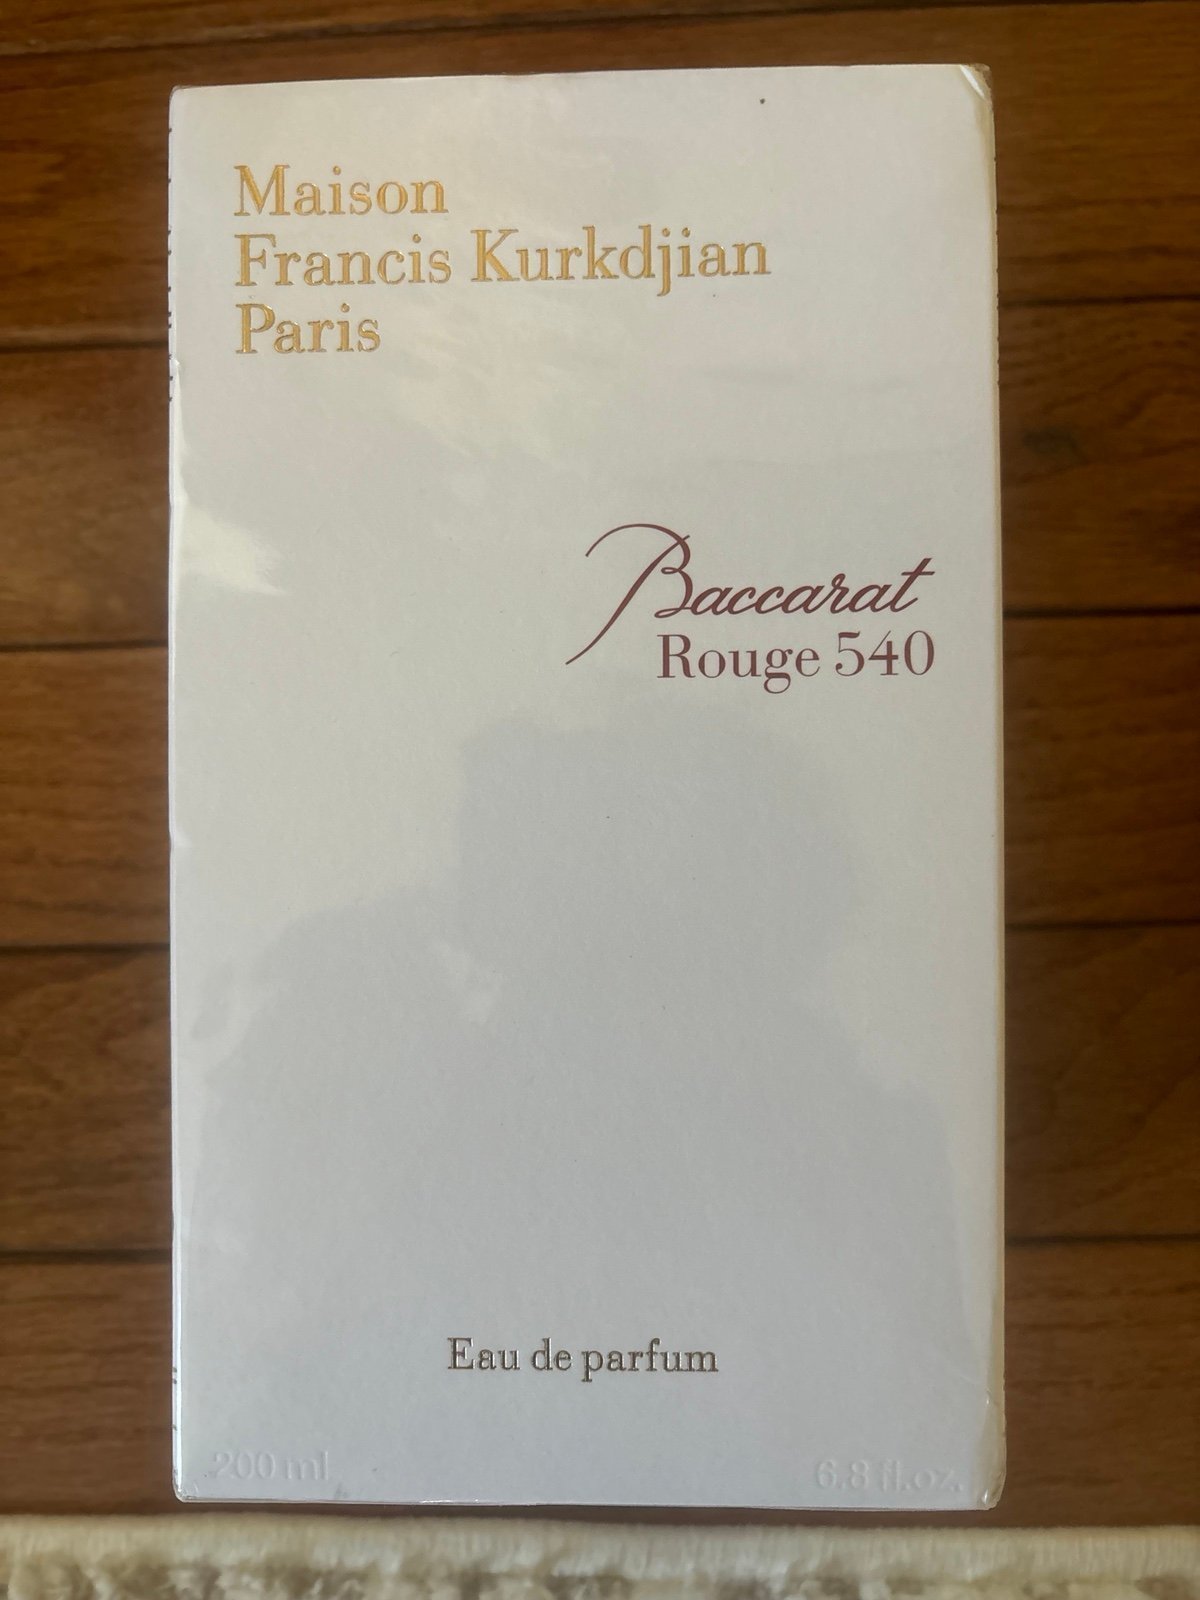 Maison
Francis Kurkdjian
Paris
Baccarat
Rouge 540
Eau de parfum
200 ml 6.8 fl.oz.